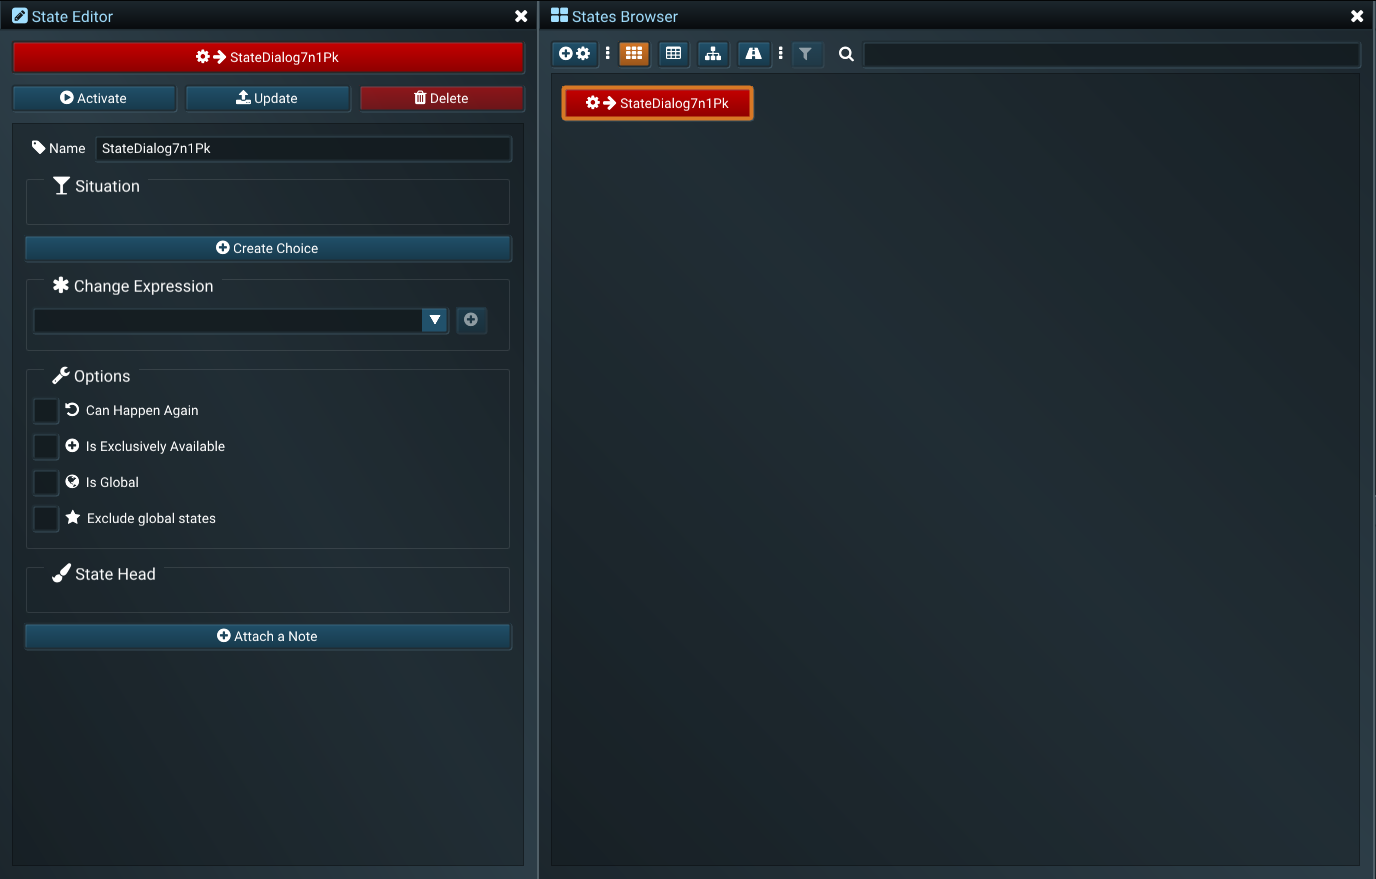 State Editor
StateDialog7n1Pk
Activate
Update
Delete
Name
StateDialog7n1Pk
Situation
Create Choice
Change Expression
Options
Can Happen Again
Is Exclusively Available
Is Global
Exclude global states
State Head
Attach a Note
States Browser
StateDialog7n1Pk